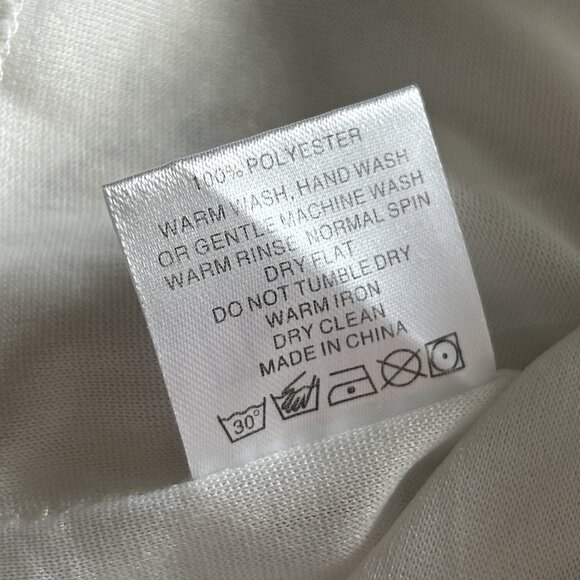 100% POLYESTER
WARM WASH, HAND WASH
OR GENTLE MACHINE WASH
WARM RINSE NORMAL SPIN
DRY FLAT
DO NOT TUMBLE DRY
WARM IRON
DRY CLEAN
MADE IN CHINA
30°